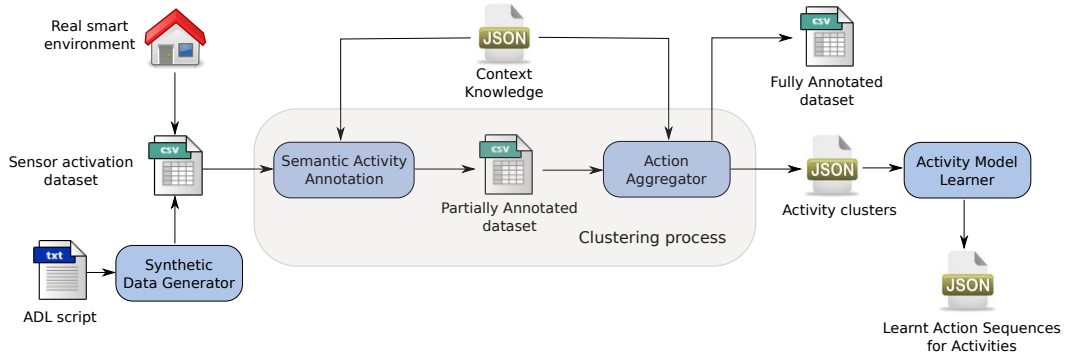 Real smart
environment
JSON
Context
Knowledge
CSV
Fully Annotated
dataset
Sensor activation
dataset
CSV
Semantic Activity
Annotation
CSV
Partially Annotated
dataset
Action
Aggregator
Clustering process
JSON
Activity clusters
Activity Model
Learner
txt
ADL script
Synthetic
Data Generator
JSON
Learnt Action Sequences
for Activities